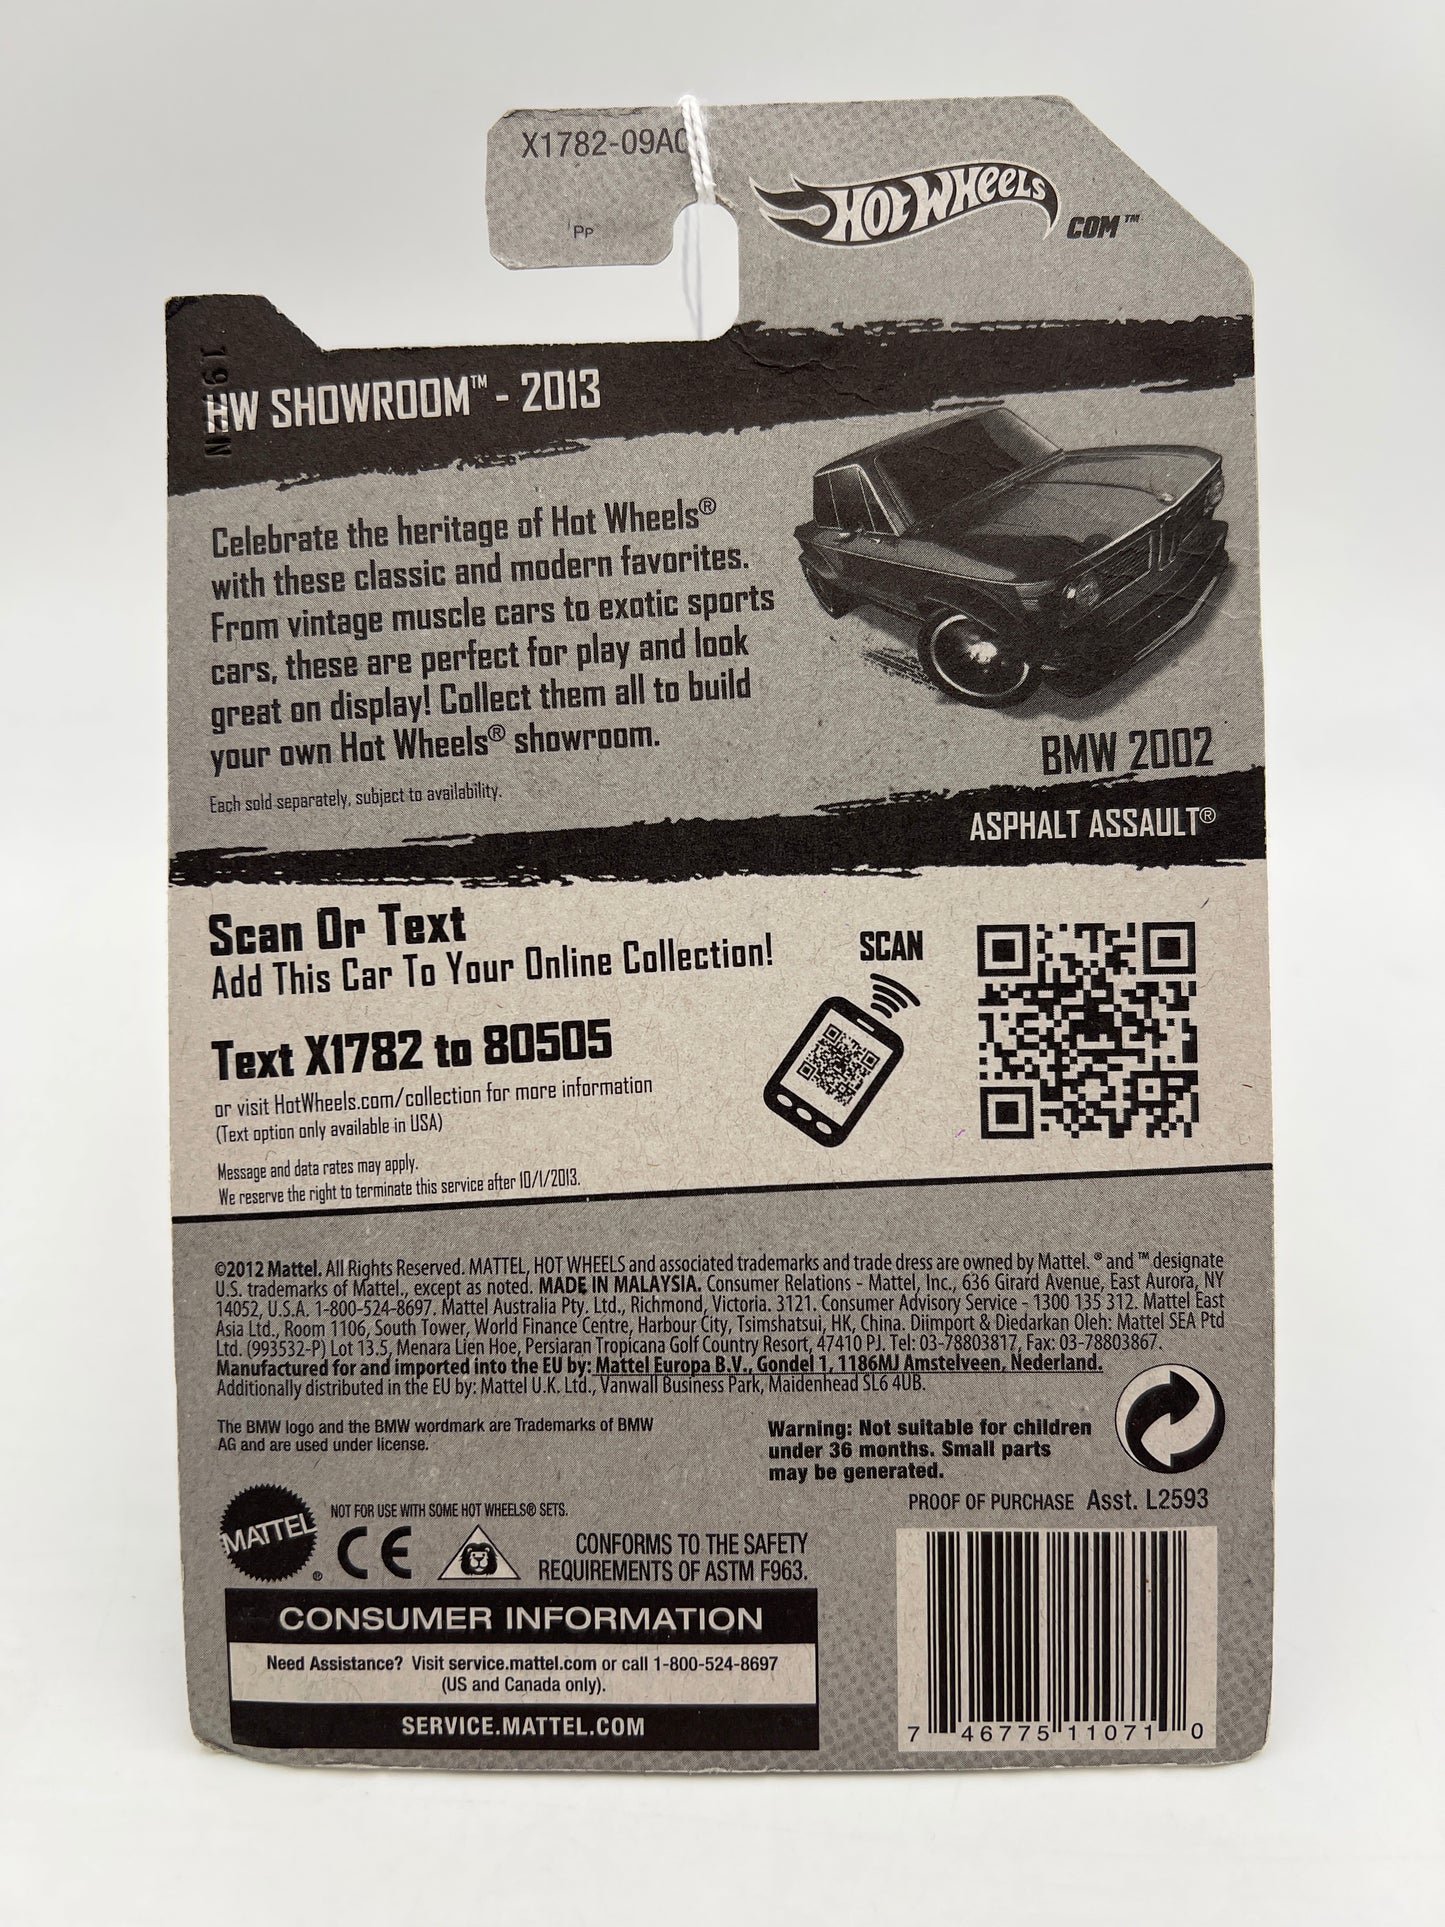 X1782-09A
PP
HOT WHEELS
.COM™
HW SHOWROOM™ - 2013
Celebrate the heritage of Hot Wheels®
with these classic and modern favorites.
From vintage muscle cars to exotic sports
cars, these are perfect for play and look
great on display! Collect them all to build
your own Hot Wheels® showroom.
Each sold separately, subject to availability.
BMW 2002
ASPHALT ASSAULT®
Scan Or Text
Add This Car To Your Online Collection!
SCAN
Text X1782 to 80505
or visit HotWheels.com/collection for more information
(Text option only available in USA)
Message and data rates may apply.
We reserve the right to terminate this service after 10/1/2013.
©2012 Mattel. All Rights Reserved. MATTEL, HOT WHEELS and associated trademarks and trade dress are owned by Mattel. ® and ™ designate
U.S. trademarks of Mattel., except as noted. MADE IN MALAYSIA. Consumer Relations - Mattel, Inc., 636 Girard Avenue, East Aurora, NY
14052, U.S.A. 1-800-524-8697. Mattel Australia Pty. Ltd., Richmond, Victoria. 3121. Consumer Advisory Service - 1300 135 312. Mattel East
Asia Ltd., Room 1106, South Tower, World Finance Centre, Harbour City, Tsimshatsui, HK, China. Diimport & Diedarkan Oleh: Mattel SEA Ptd
Ltd. (993532-P) Lot 13.5, Menara Lien Hoe, Persiaran Tropicana Golf Country Resort, 47410 PJ. Tel: 03-78803817, Fax: 03-78803867.
Manufactured for and imported into the EU by: Mattel Europa B.V., Gondel 1, 1186MJ Amstelveen, Nederland.
Additionally distributed in the EU by: Mattel U.K. Ltd., Vanwall Business Park, Maidenhead SL6 4UB.
The BMW logo and the BMW wordmark are Trademarks of BMW
AG and are used under license.
Warning: Not suitable for children
under 36 months. Small parts
may be generated.
PROOF OF PURCHASE Asst. L2593
MATTEL®
NOT FOR USE WITH SOME HOT WHEELS® SETS.
CE
CONFORMS TO THE SAFETY
REQUIREMENTS OF ASTM F963.
CONSUMER INFORMATION
Need Assistance? Visit service.mattel.com or call 1-800-524-8697
(US and Canada only).
SERVICE.MATTEL.COM
7 46775 11071 0